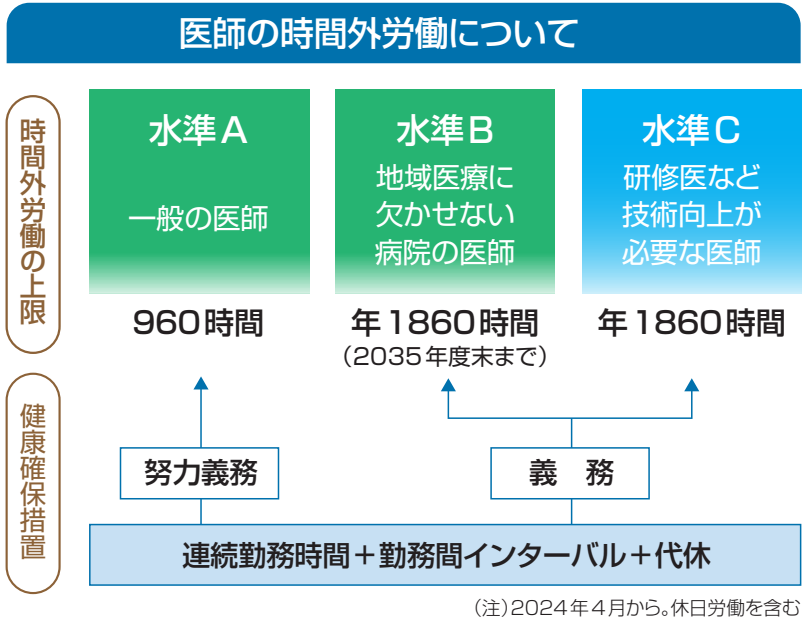 医師の時間外労働について
時間外労働の上限
水準A
一般の医師
960時間
水準B
地域医療に
欠かせない
病院の医師
年1860時間
(2035年度末まで)
水準C
研修医など
技術向上が
必要な医師
年1860時間
健康確保措置
努力義務
義　務
連続勤務時間＋勤務間インターバル＋代休
(注)2024年4月から。休日労働を含む